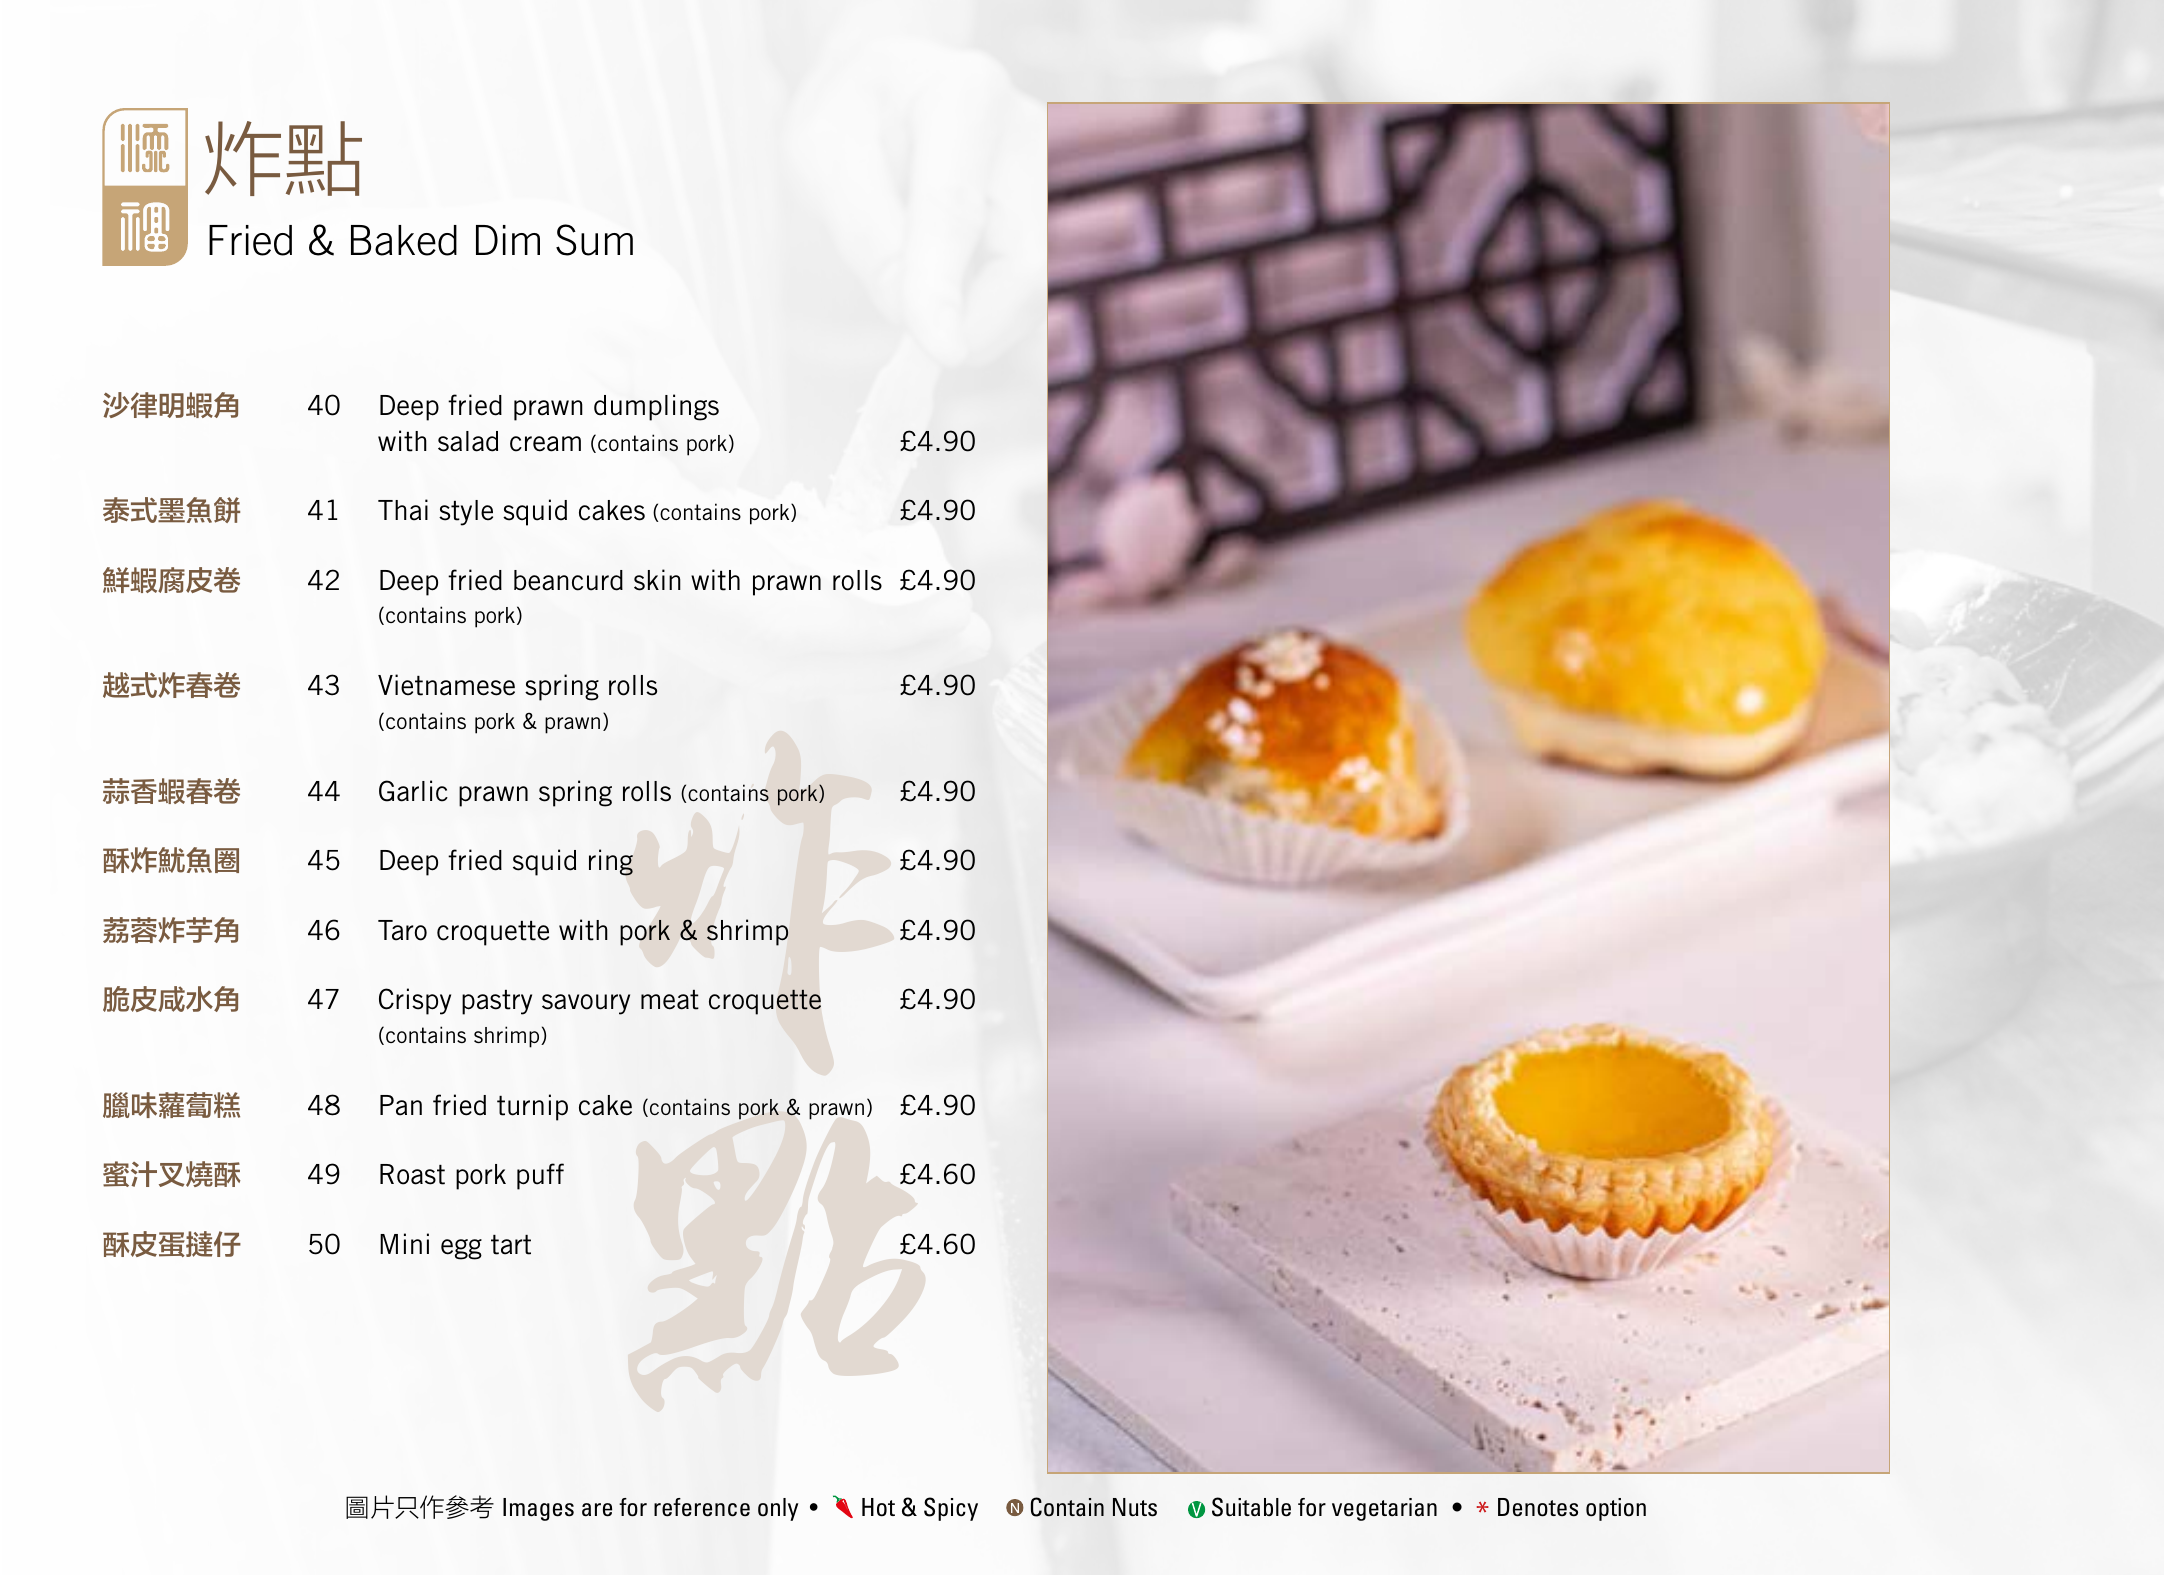 添福
炸點
Fried & Baked Dim Sum
沙律明蝦角 40 Deep fried prawn dumplings
with salad cream (contains pork) £4.90
泰式墨魚餅 41 Thai style squid cakes (contains pork) £4.90
鮮蝦腐皮卷 42 Deep fried beancurd skin with prawn rolls £4.90
(contains pork)
越式炸春卷 43 Vietnamese spring rolls £4.90
(contains pork & prawn)
蒜香蝦春卷 44 Garlic prawn spring rolls (contains pork) £4.90
酥炸魷魚圈 45 Deep fried squid ring £4.90
荔蓉炸芋角 46 Taro croquette with pork & shrimp £4.90
脆皮咸水角 47 Crispy pastry savoury meat croquette £4.90
(contains shrimp)
臘味蘿蔔糕 48 Pan fried turnip cake (contains pork & prawn) £4.90
蜜汁叉燒酥 49 Roast pork puff £4.60
酥皮蛋撻仔 50 Mini egg tart £4.60
炸點
圖片只作參考 Images are for reference only • Hot & Spicy N Contain Nuts V Suitable for vegetarian • * Denotes option